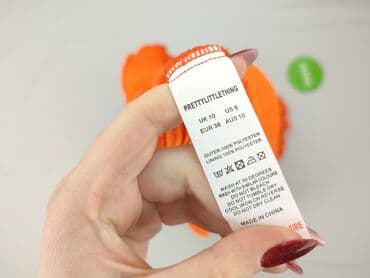 PRETTYLITTLETHING
UK 10 US 6
EUR 38 AUS 10
OUTER: 100% POLYESTER
LINING: 100% POLYESTER
WASH AT 30 DEGREES
WASH WITH SIMILAR COLOURS
DO NOT BLEACH
DO NOT TUMBLE DRY
COOL IRON ON REVERSE
DO NOT DRY CLEAN
MADE IN CHINA
FIRE